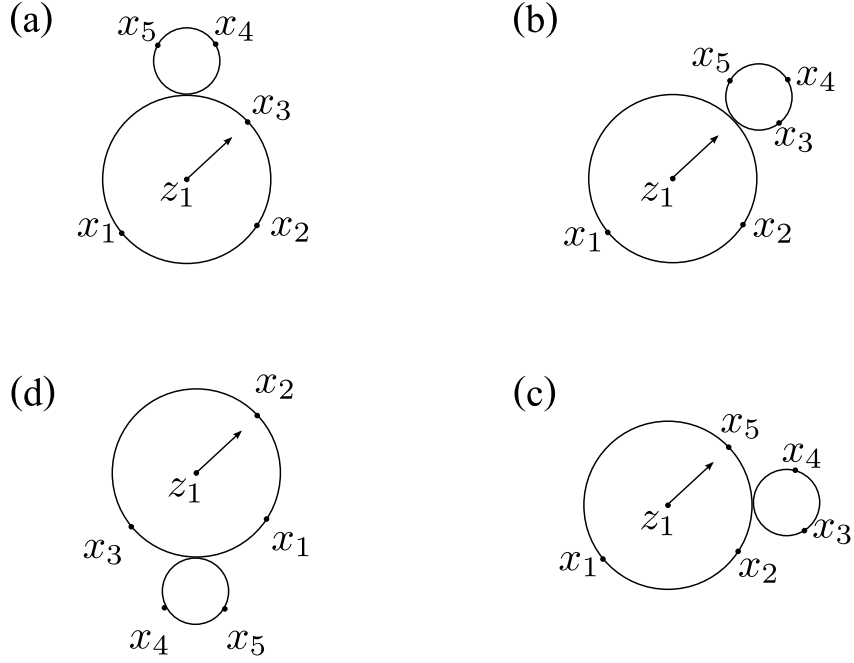 (a)
x₅ x₄
x₃
z₁
x₁ x₂
(b)
x₅ x₄
x₃
z₁
x₁ x₂
(d)
x₂
z₁
x₃ x₁
x₄ x₅
(c)
x₅ x₄
z₁ x₃
x₁ x₂